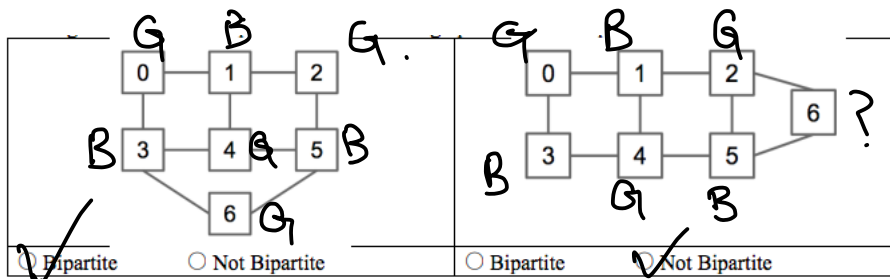 G B G. G B G
0 1 2 0 1 2
6 ?
B 3 4 G 5 B 3 4 5
B
G B
6 G
Bipartite Not Bipartite Bipartite Not Bipartite